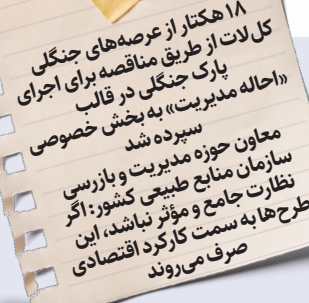 ۱۸ هکتار از عرصه‌های جنگلی
کل‌لات از طریق مناقصه برای اجرای
پارک جنگلی در قالب
«احاله مدیریت» به بخش خصوصی
سپرده شد
معاون حوزه مدیریت و بازرسی
سازمان منابع طبیعی کشور: اگر
نظارت جامع و مؤثر نباشد، این
طرح‌ها به سمت کارکرد اقتصادی
صرف می‌روند